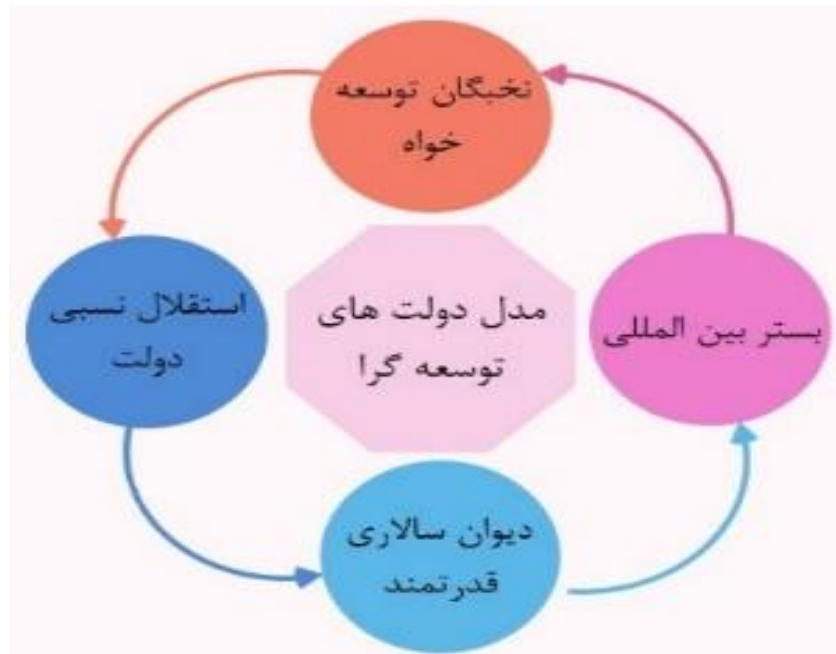 نخبگان توسعه
خواه
استقلال نسبی
دولت
مدل دولت های
توسعه گرا
بستر بین المللی
دیوان سالاری
قدرتمند